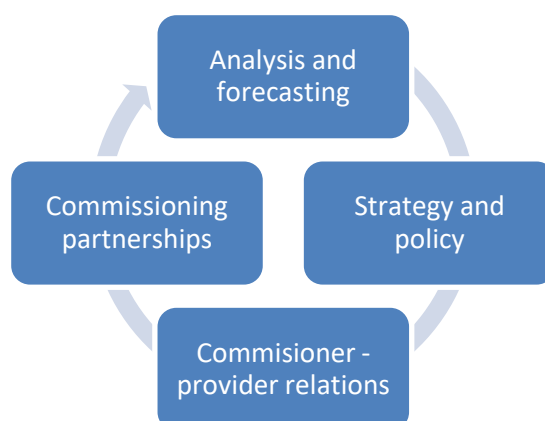 Analysis and
forecasting
Strategy and
policy
Commisioner -
provider relations
Commissioning
partnerships